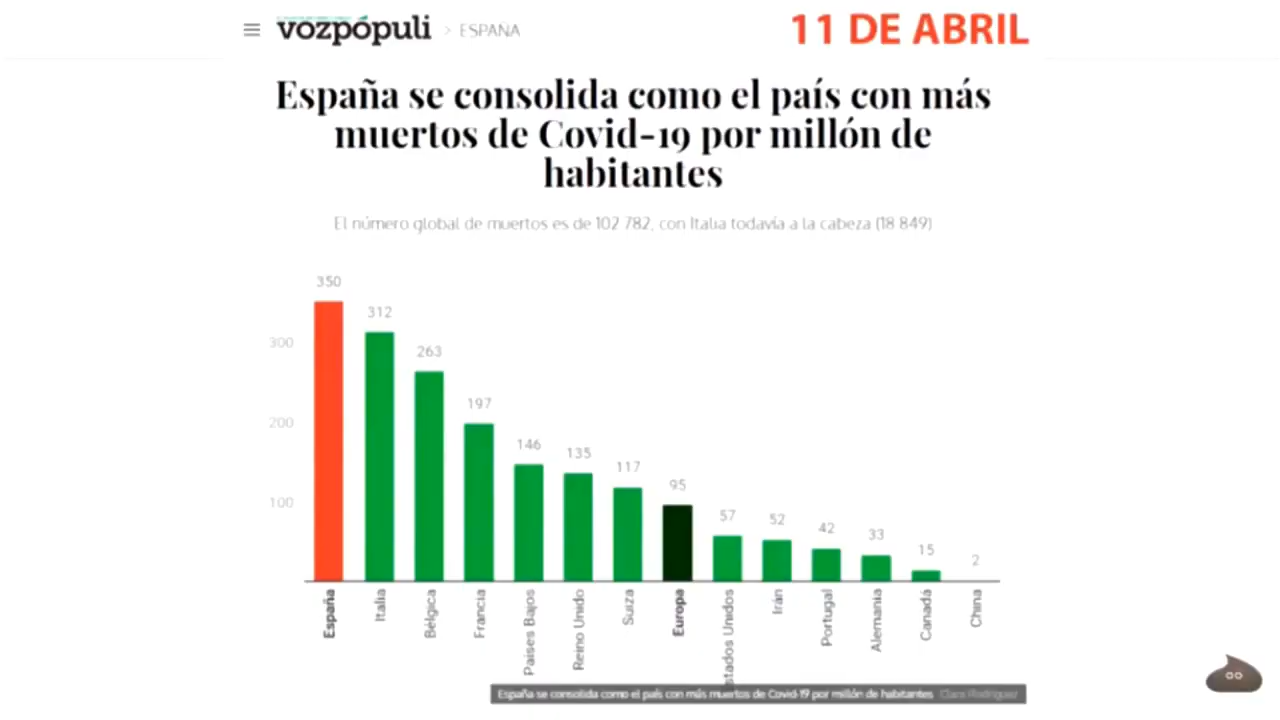 vozpópuli > ESPAÑA
11 DE ABRIL
España se consolida como el país con más
muertos de Covid-19 por millón de
habitantes
El número global de muertos es de 102 782, con Italia todavía a la cabeza (18 849)
350
312
263
197
146
135
117
95
57
52
42
33
15
2
300
200
100
España
Italia
Bélgica
Francia
Países Bajos
Reino Unido
Suiza
Europa
stados Unidos
Irán
Portugal
Alemania
Canadá
China
España se consolida como el país con más muertos de Covid-19 por millón de habitantes Clara Rodríguez